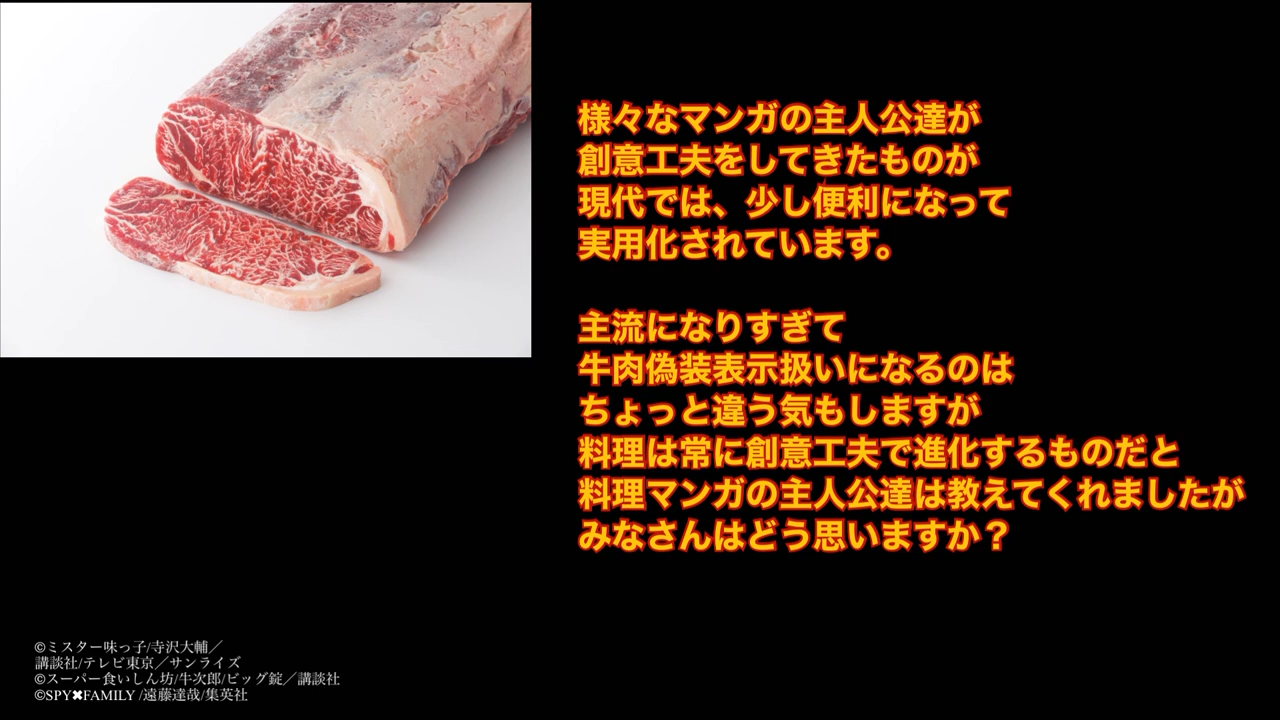 様々なマンガの主人公達が
創意工夫をしてきたものが
現代では、少し便利になって
実用化されています。
主流になりすぎて
牛肉偽装表示扱いになるのは
ちょっと違う気もしますが
料理は常に創意工夫で進化するものだと
料理マンガの主人公達は教えてくれましたが
みなさんはどう思いますか？
©ミスター味っ子/寺沢大輔／
講談社/テレビ東京／サンライズ
©スーパー食いしん坊/牛次郎/ビッグ錠／講談社
©SPY✖FAMILY /遠藤達哉/集英社